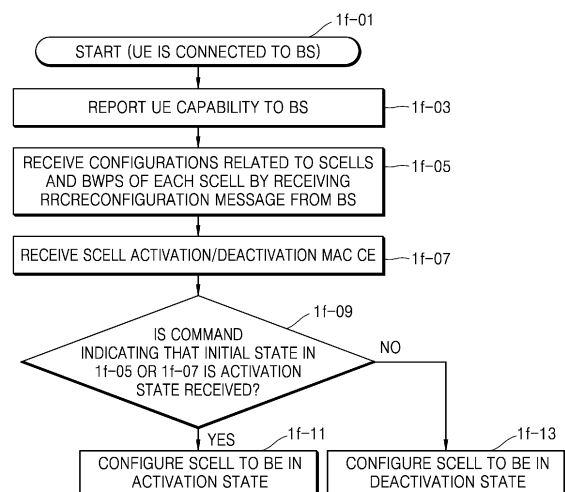 1f-01
START (UE IS CONNECTED TO BS)
REPORT UE CAPABILITY TO BS
1f-03
RECEIVE CONFIGURATIONS RELATED TO SCELLS
AND BWPS OF EACH SCELL BY RECEIVING
RRCRECONFIGURATION MESSAGE FROM BS
1f-05
RECEIVE SCELL ACTIVATION/DEACTIVATION MAC CE
1f-07
1f-09
IS COMMAND
INDICATING THAT INITIAL STATE IN
1f-05 OR 1f-07 IS ACTIVATION
STATE RECEIVED?
NO
YES
1f-11
CONFIGURE SCELL TO BE IN
ACTIVATION STATE
1f-13
CONFIGURE SCELL TO BE IN
DEACTIVATION STATE